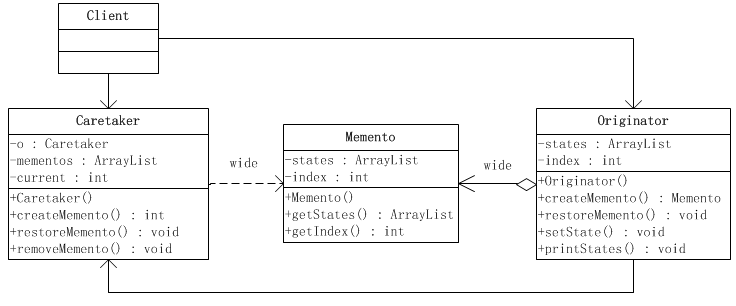 Client
Caretaker
-o : Caretaker
-mementos : ArrayList
-current : int
+Caretaker()
+createMemento() : int
+restoreMemento() : void
+removeMemento() : void
wide
Memento
-states : ArrayList
-index : int
+Memento()
+getStates() : ArrayList
+getIndex() : int
wide
Originator
-states : ArrayList
-index : int
+Originator()
+createMemento() : Memento
+restoreMemento() : void
+setState() : void
+printStates() : void